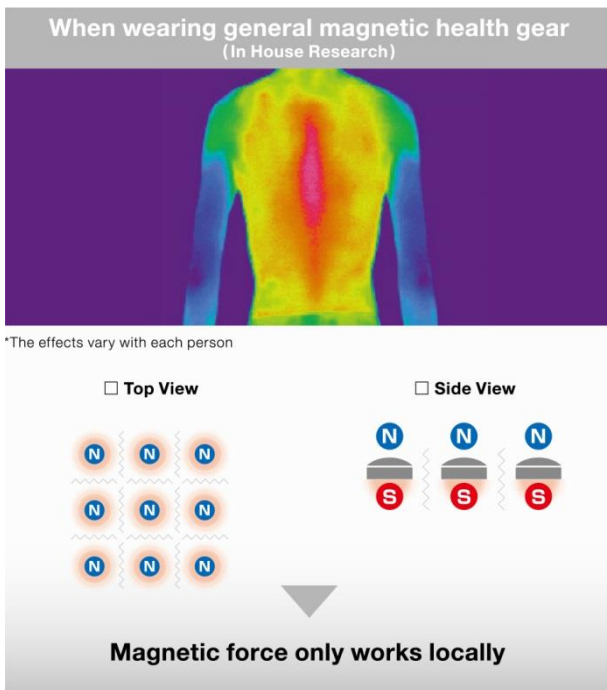 When wearing general magnetic health gear
(In House Research)
*The effects vary with each person
□ Top View
□ Side View
N N N
N N N
N N N
N N N
S S S
Magnetic force only works locally